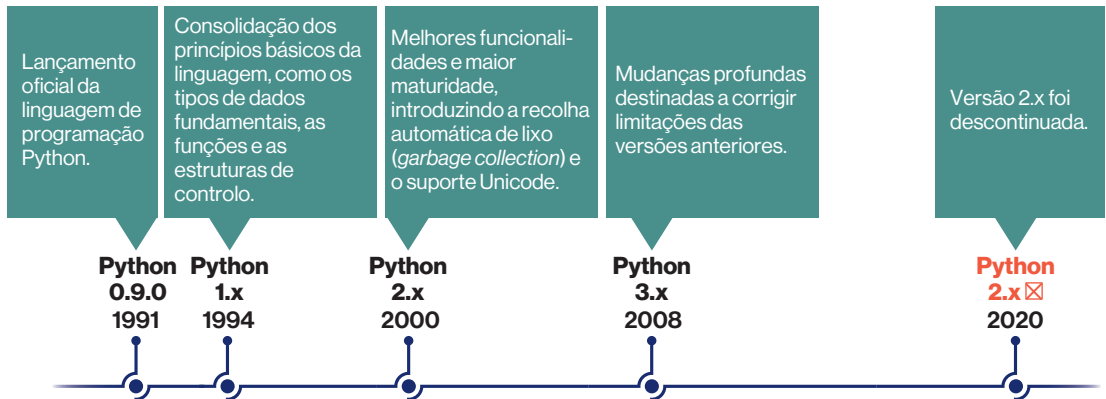 Lançamento
oficial da
linguagem de
programação
Python.
Consolidação dos
princípios básicos da
linguagem, como os
tipos de dados
fundamentais, as
funções e as
estruturas de
controlo.
Melhores funcionali-
dades e maior
maturidade,
introduzindo a recolha
automática de lixo
(garbage collection) e
o suporte Unicode.
Mudanças profundas
destinadas a corrigir
limitações das
versões anteriores.
Versão 2.x foi
descontinuada.
Python
0.9.0
1991
Python
1.x
1994
Python
2.x
2000
Python
3.x
2008
Python
2.x ☒
2020